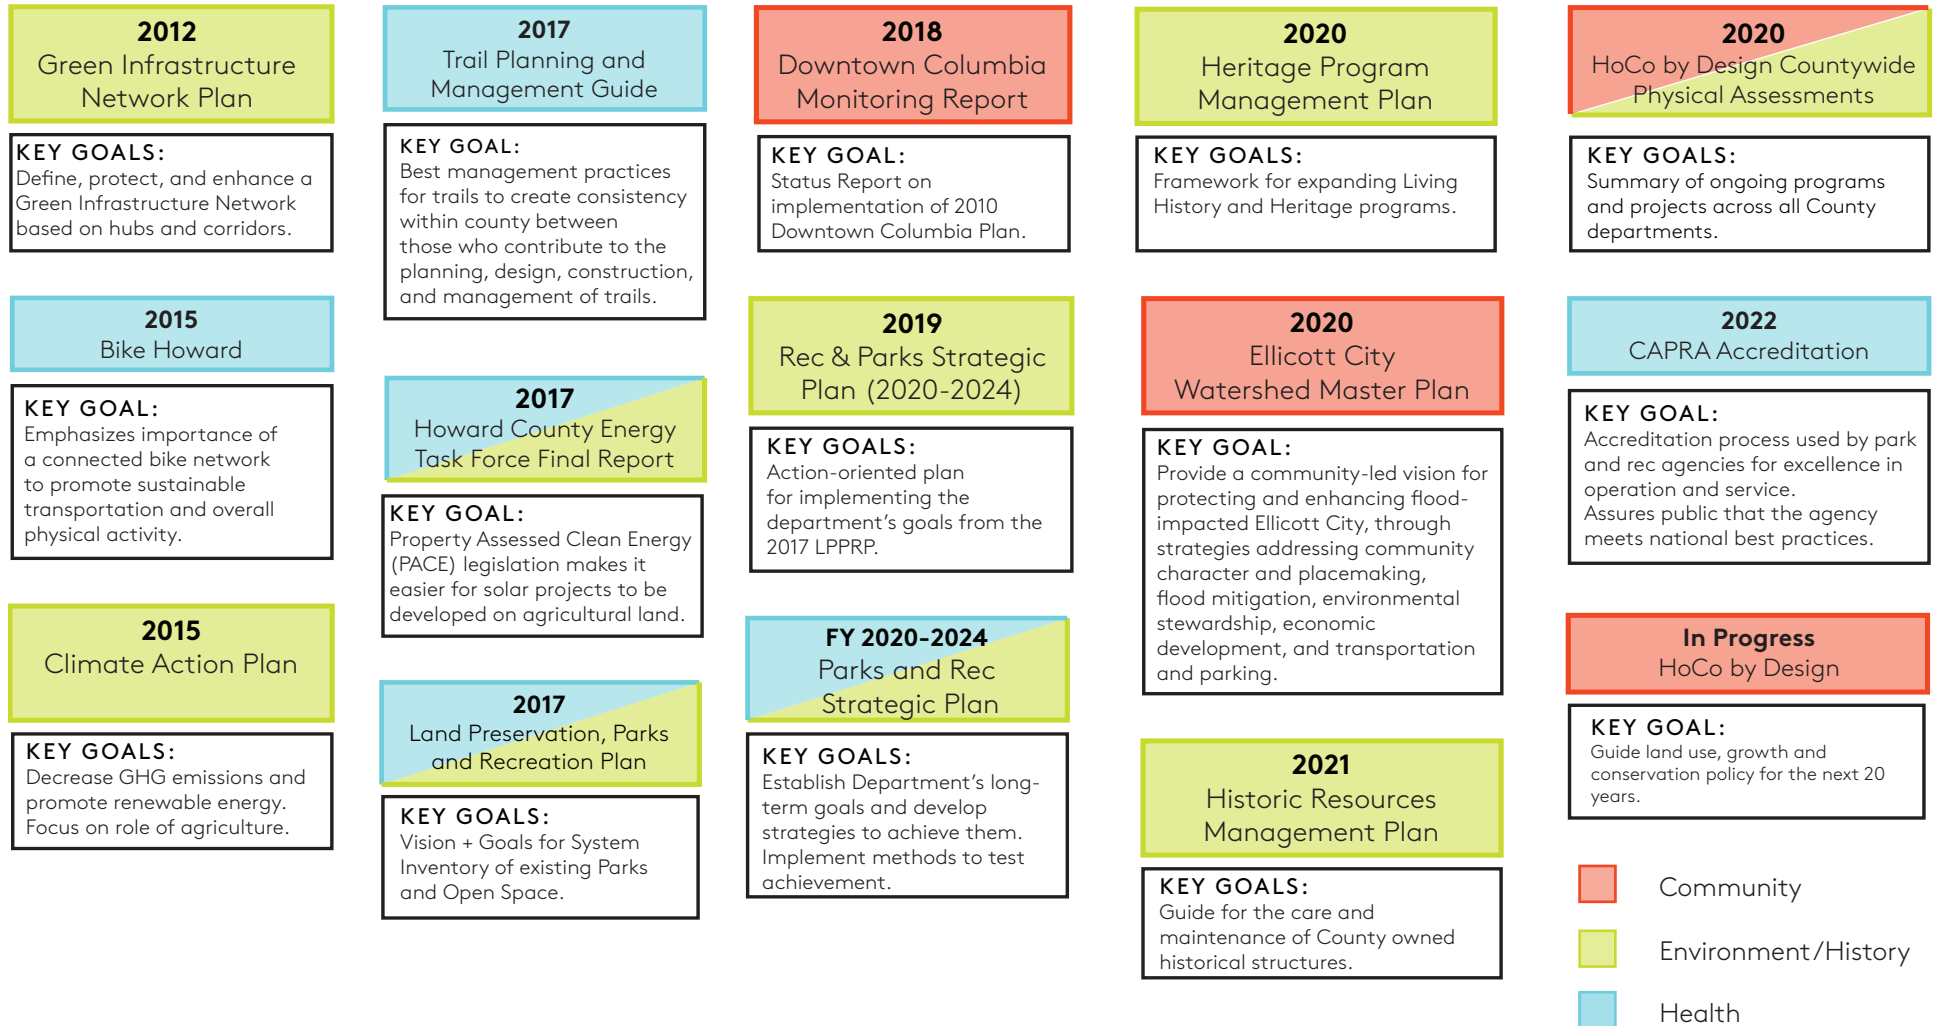 2012
Green Infrastructure
Network Plan
KEY GOALS:
Define, protect, and enhance a
Green Infrastructure Network
based on hubs and corridors.
2015
Bike Howard
KEY GOAL:
Emphasizes importance of
a connected bike network
to promote sustainable
transportation and overall
physical activity.
2015
Climate Action Plan
KEY GOALS:
Decrease GHG emissions and
promote renewable energy.
Focus on role of agriculture.
2017
Trail Planning and
Management Guide
KEY GOAL:
Best management practices
for trails to create consistency
within county between
those who contribute to the
planning, design, construction,
and management of trails.
2017
Howard County Energy
Task Force Final Report
KEY GOAL:
Property Assessed Clean Energy
(PACE) legislation makes it
easier for solar projects to be
developed on agricultural land.
2017
Land Preservation, Parks
and Recreation Plan
KEY GOALS:
Vision + Goals for System
Inventory of existing Parks
and Open Space.
2018
Downtown Columbia
Monitoring Report
KEY GOAL:
Status Report on
implementation of 2010
Downtown Columbia Plan.
2019
Rec & Parks Strategic
Plan (2020-2024)
KEY GOALS:
Action-oriented plan
for implementing the
department's goals from the
2017 LPPRP.
FY 2020-2024
Parks and Rec
Strategic Plan
KEY GOALS:
Establish Department's long-
term goals and develop
strategies to achieve them.
Implement methods to test
achievement.
2020
Heritage Program
Management Plan
KEY GOALS:
Framework for expanding Living
History and Heritage programs.
2020
Ellicott City
Watershed Master Plan
KEY GOAL:
Provide a community-led vision for
protecting and enhancing flood-
impacted Ellicott City, through
strategies addressing community
character and placemaking,
flood mitigation, environmental
stewardship, economic
development, and transportation
and parking.
2021
Historic Resources
Management Plan
KEY GOALS:
Guide for the care and
maintenance of County owned
historical structures.
2020
HoCo by Design Countywide
Physical Assessments
KEY GOALS:
Summary of ongoing programs
and projects across all County
departments.
2022
CAPRA Accreditation
KEY GOAL:
Accreditation process used by park
and rec agencies for excellence in
operation and service.
Assures public that the agency
meets national best practices.
In Progress
HoCo by Design
KEY GOAL:
Guide land use, growth and
conservation policy for the next 20
years.
Community
Environment/History
Health